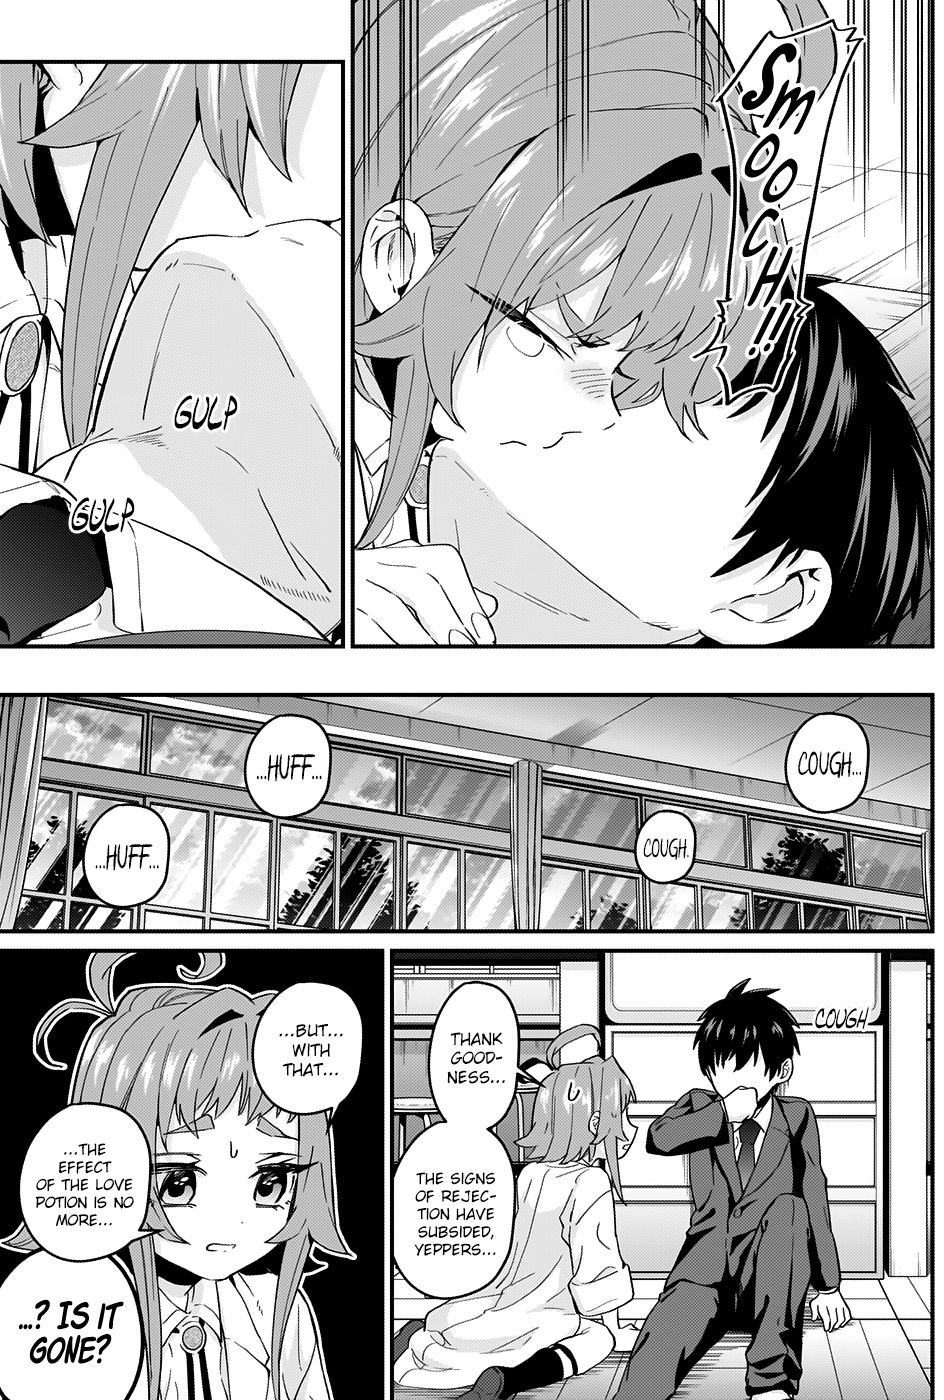 SMOOCH!!
GULP
GULP
COUGH...
COUGH.
...HUFF...
...HUFF...
COUGH
THANK
GOOD-
NESS...
THE SIGNS
OF REJEC-
TION HAVE
SUBSIDED,
YEPPERS...
...BUT...
WITH
THAT...
...THE
EFFECT
OF THE LOVE
POTION IS NO
MORE...
...? IS IT
GONE?